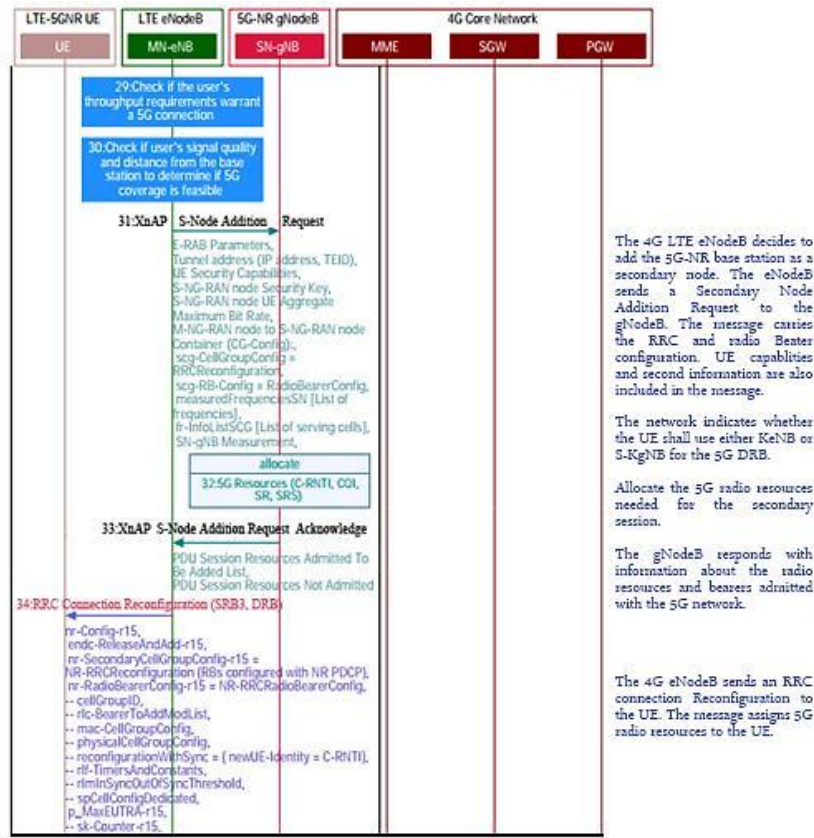 LTE-5GNR UE
LTE eNodeB
5G-NR gNodeB
4G Core Network
UE
MN-eNB
SN-gNB
MME
SGW
PGW
29:Check if the user's
throughput requirements warrant
a 5G connection
30:Check if user's signal quality
and distance from the base
station to determine if 5G
coverage is feasible
31:XnAP S-Node Addition Request
E-RAB Parameters,
Tunnel address (IP address, TEID),
UE Security Capabilities,
S-NG-RAN node Security Key,
S-NG-RAN node UE Aggregate
Maximum Bit Rate,
M-NG-RAN node to S-NG-RAN node
Container (CG-Config):,
scg-CellGroupConfig =
RRCReconfiguration,
scg-RB-Config = RadioBearerConfig,
measuredFrequenciesSN [List of
frequencies],
fr-InfoListSCG [List of serving cells],
SN-gNB Measurement,
allocate
32:5G Resources (C-RNTI, CQI,
SR, SRS)
33:XnAP S-Node Addition Request Acknowledge
PDU Session Resources Admitted To
Be Added List,
PDU Session Resources Not Admitted
34:RRC Connection Reconfiguration (SRB3, DRB)
nr-Config-r15,
endc-ReleaseAndAdd-r15,
nr-SecondaryCellGroupConfig-r15 =
NR-RRCReconfiguration (RBs configured with NR PDCP),
nr-RadioBearerConfig-r15 = NR-RRCRadioBearerConfig,
-- cellGroupID,
-- rlc-BearerToAddModList,
-- mac-CellGroupConfig,
-- physicalCellGroupConfig,
-- reconfigurationWithSync = { newUE-Identity = C-RNTI),
-- rlf-TimersAndConstants,
-- rlmInSyncOutOfSyncThreshold,
-- spCellConfigDedicated,
p_MaxEUTRA-r15,
-- sk-Counter-r15,
The 4G LTE eNodeB decides to
add the 5G-NR base station as a
secondary node. The eNodeB
sends a Secondary Node
Addition Request to the
gNodeB. The message carries
the RRC and radio Beater
configuration. UE capablities
and second information are also
included in the message.
The network indicates whether
the UE shall use either KeNB or
S-KgNB for the 5G DRB.
Allocate the 5G radio resources
needed for the secondary
session.
The gNodeB responds with
information about the radio
resources and bearers admitted
with the 5G network.
The 4G eNodeB sends an RRC
connection Reconfiguration to
the UE. The message assigns 5G
radio resources to the UE.